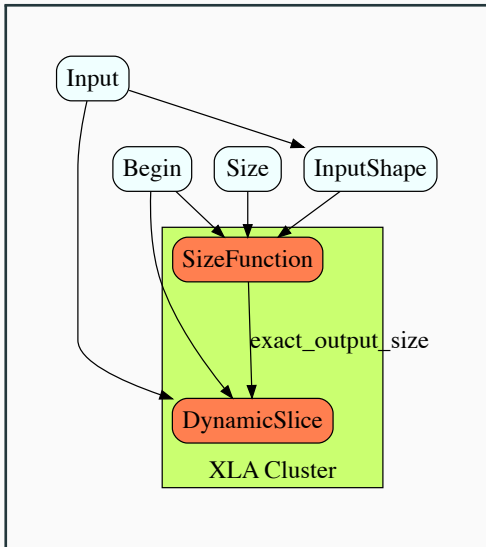 Input
Begin
Size
InputShape
SizeFunction
exact_output_size
DynamicSlice
XLA Cluster